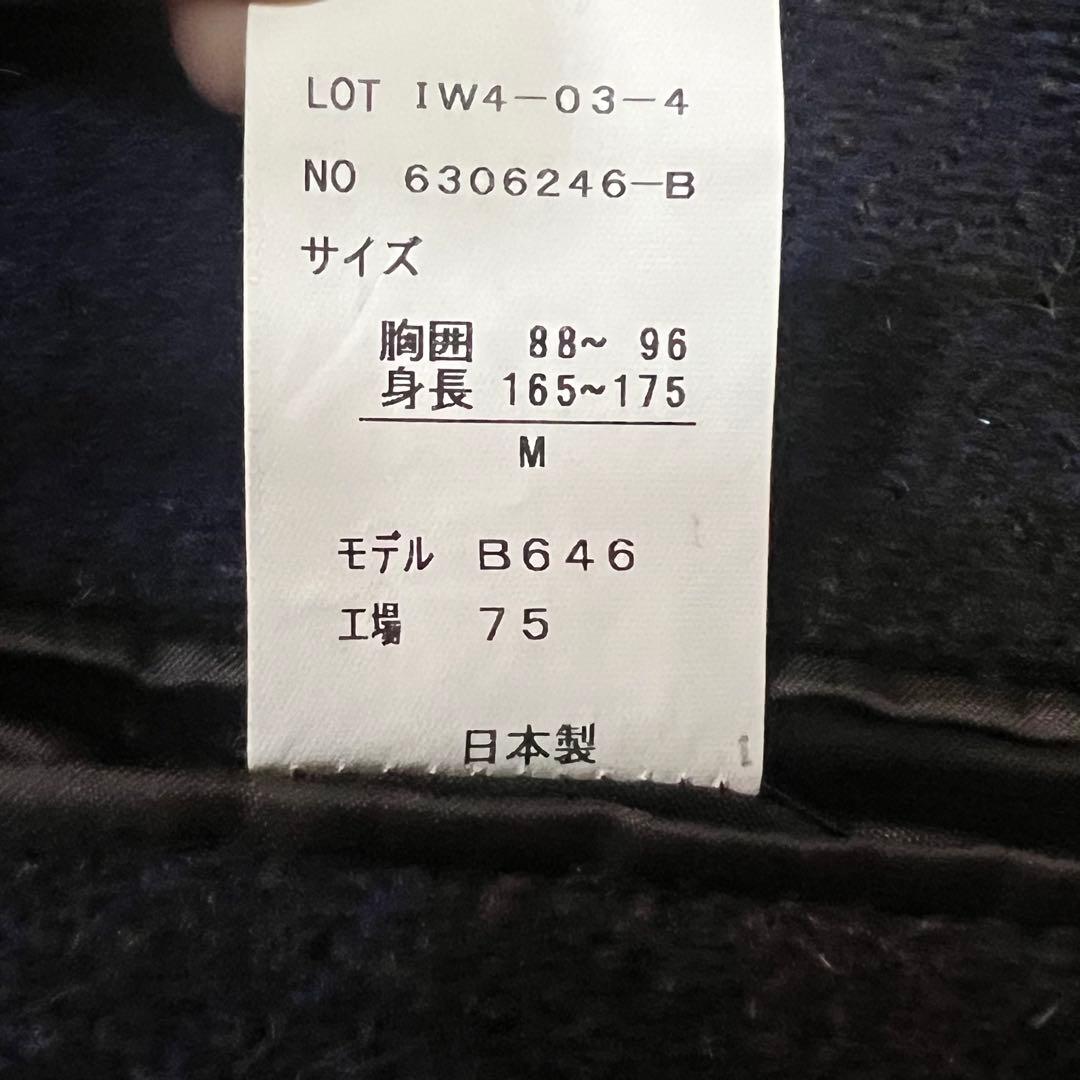 LOT IW4-03-4
NO 6306246-B
サイズ
胸囲 88~ 96
身長 165~175
M
モデル B646
工場 75
日本製